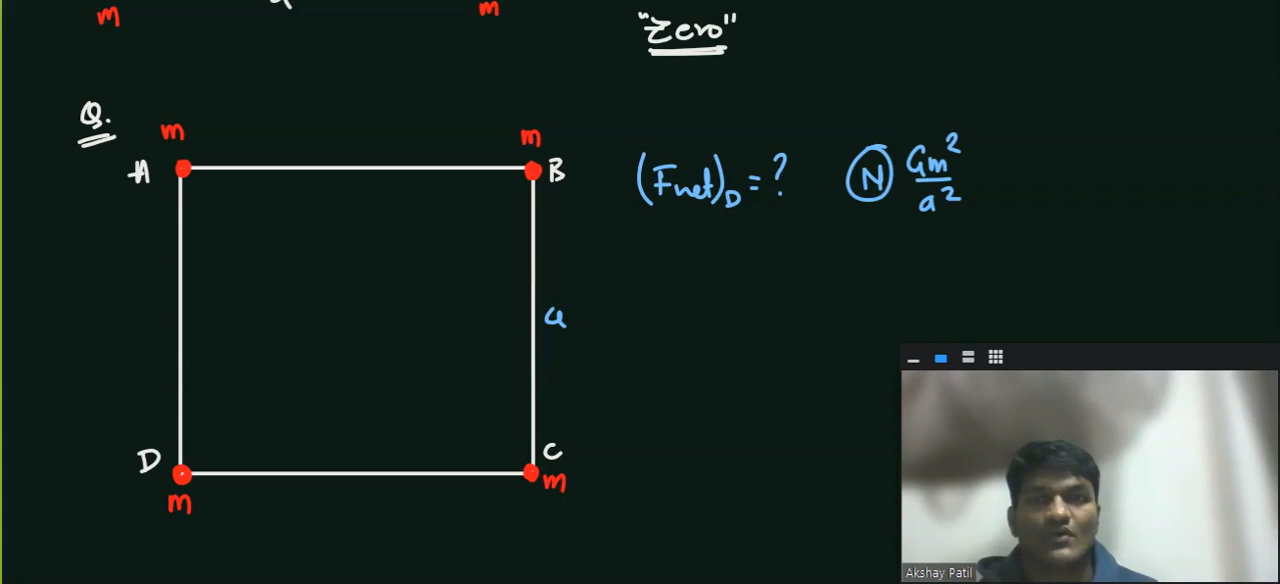 m m
"Zero"
Q.
m m
A B
(Fnet)D = ? N Gm²/a²
a
D C
m m
Akshay Patil